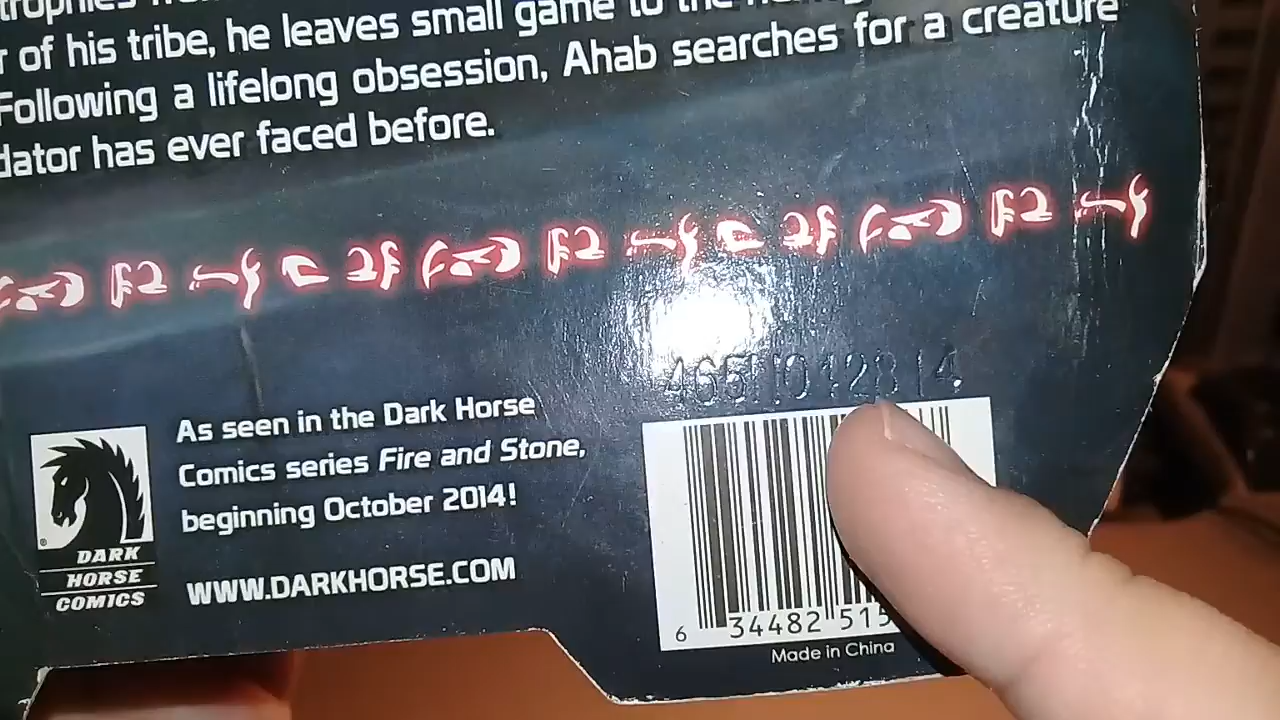 r of his tribe, he leaves small game to the
Following a lifelong obsession, Ahab searches for a creature
dator has ever faced before.
As seen in the Dark Horse
Comics series Fire and Stone,
beginning October 2014!
WWW.DARKHORSE.COM
DARK
HORSE
COMICS
6 34482 515
Made in China